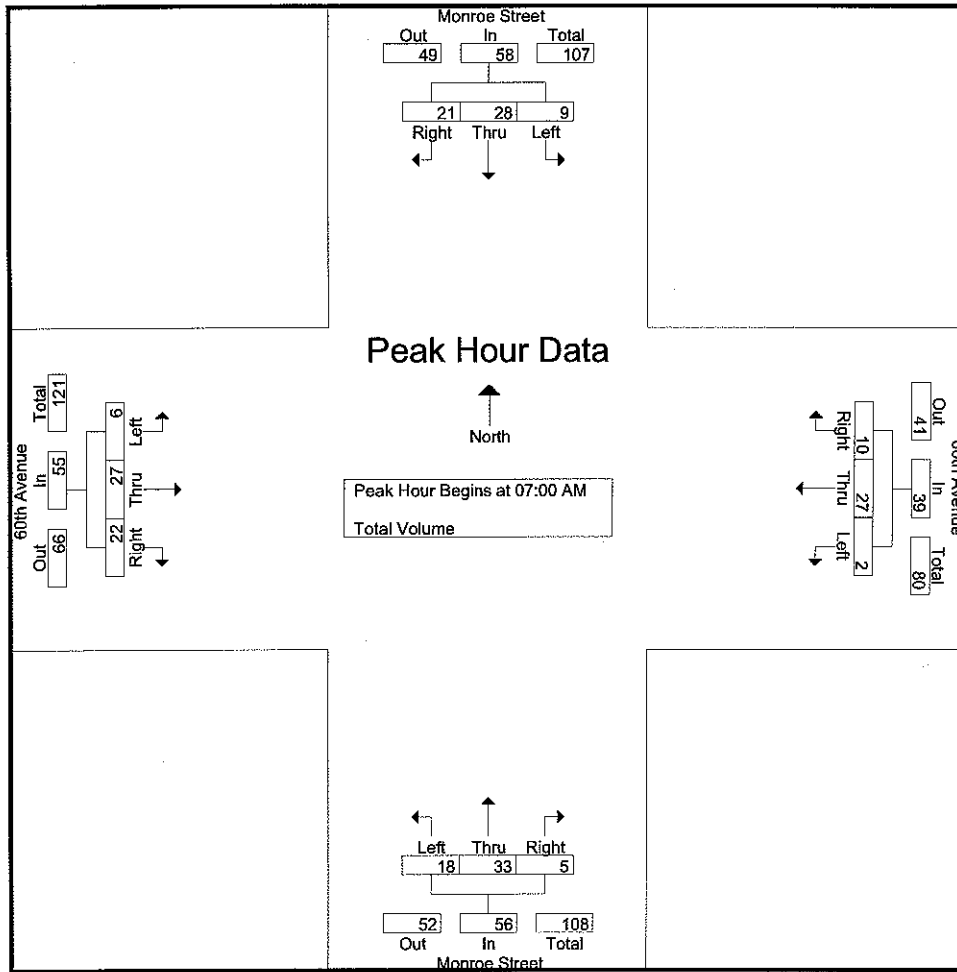 Monroe Street
Out In Total
49 58 107
21 28 9
Right Thru Left
Peak Hour Data
North
Peak Hour Begins at 07:00 AM
Total Volume
60th Avenue
Total In Out
121 55 66
6 27 22
Left Thru Right
Right Thru Left
10 27 2
41 39 80
Out In Total
Avenue
Left Thru Right
18 33 5
52 56 108
Out In Total
Monroe Street